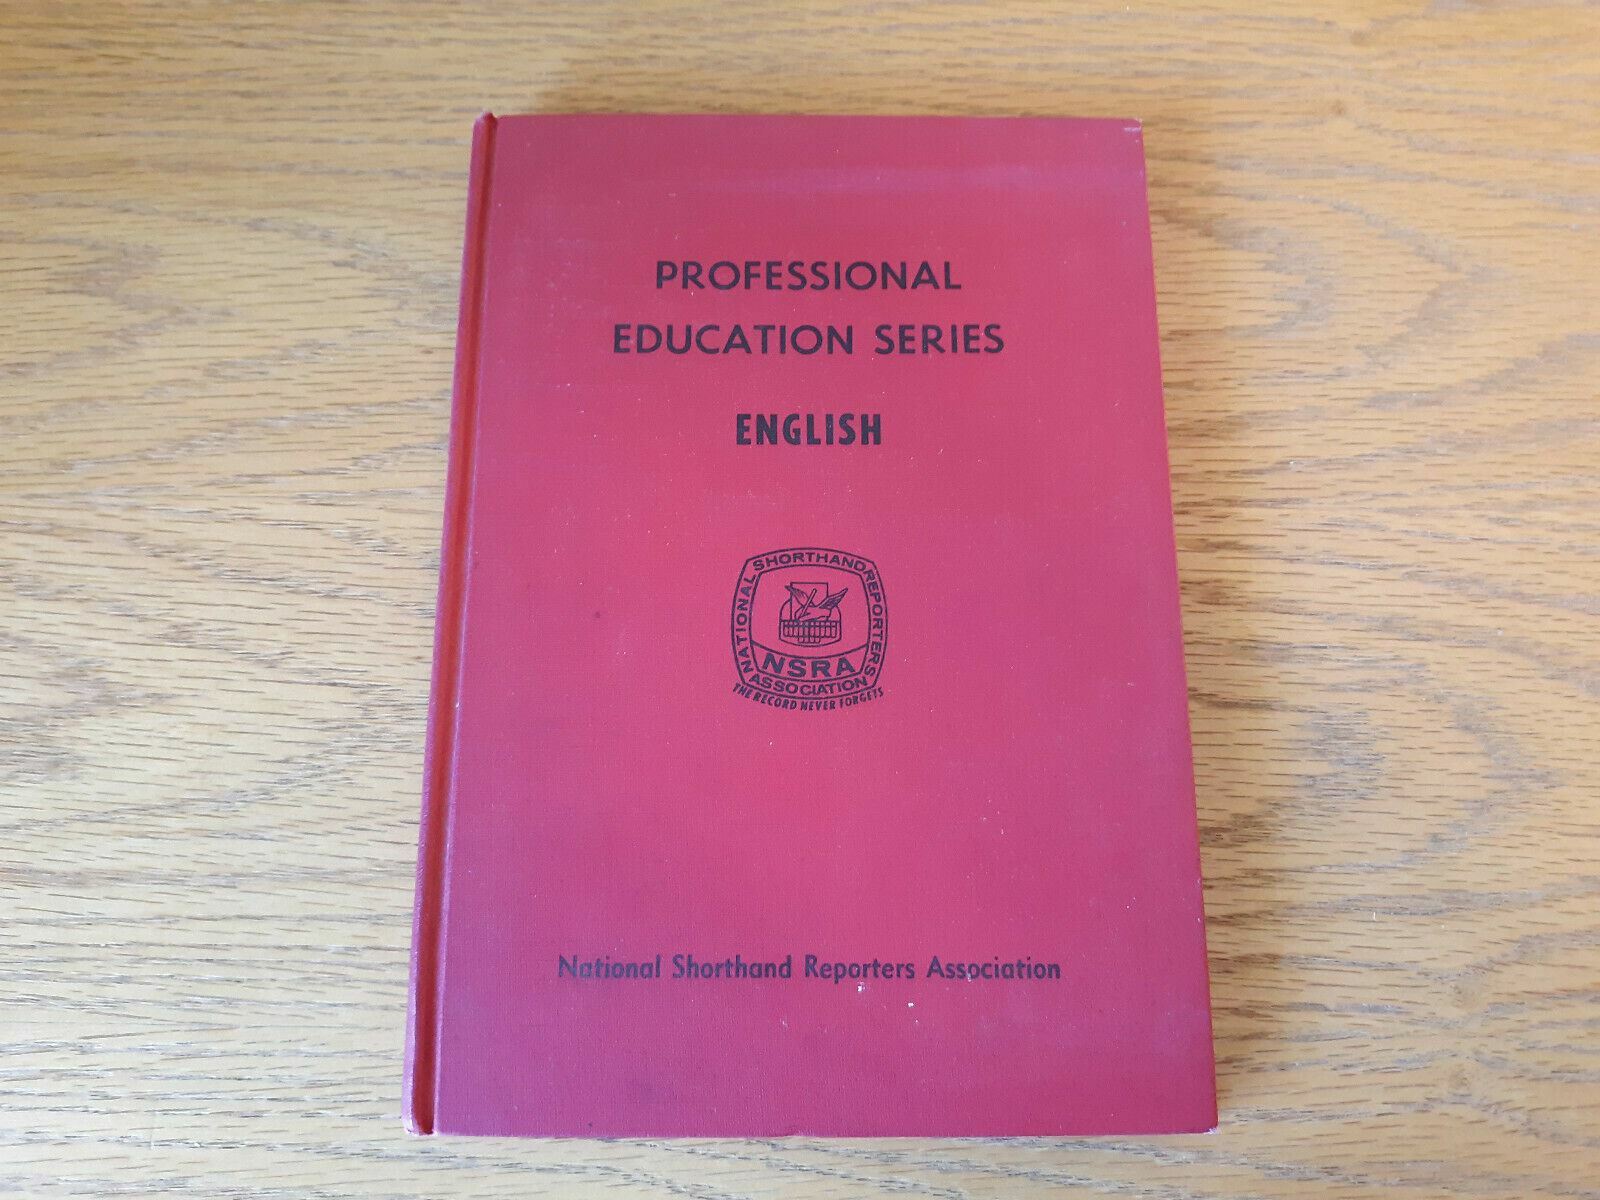 PROFESSIONAL
EDUCATION SERIES
ENGLISH
NATIONAL SHORTHAND REPORTERS
NSRA
ASSOCIATION
THE RECORD NEVER FORGETS
National Shorthand Reporters Association